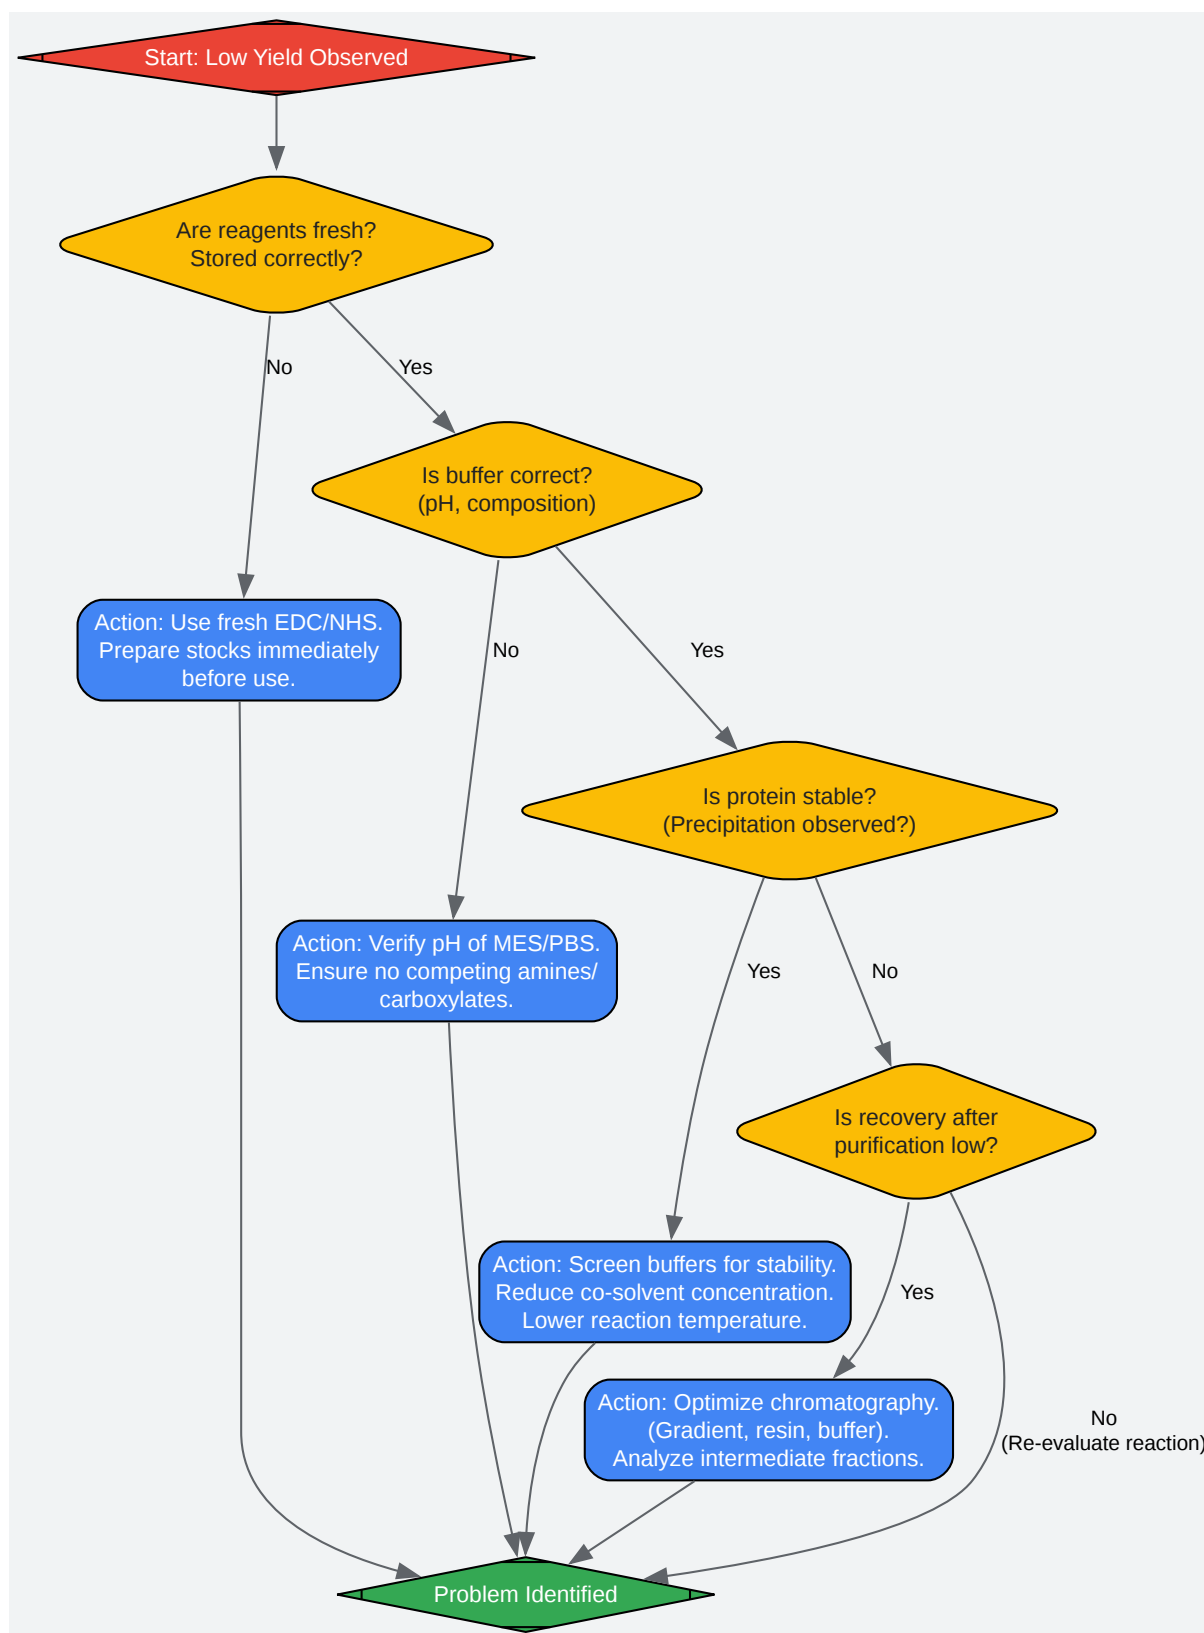 Start: Low Yield Observed
Are reagents fresh?
Stored correctly?
No
Yes
Is buffer correct?
(pH, composition)
Action: Use fresh EDC/NHS.
Prepare stocks immediately
before use.
No
Yes
Is protein stable?
(Precipitation observed?)
Action: Verify pH of MES/PBS.
Ensure no competing amines/
carboxylates.
Yes
No
Is recovery after
purification low?
Action: Screen buffers for stability.
Reduce co-solvent concentration.
Lower reaction temperature.
Yes
Action: Optimize chromatography.
(Gradient, resin, buffer).
Analyze intermediate fractions.
No
(Re-evaluate reaction)
Problem Identified